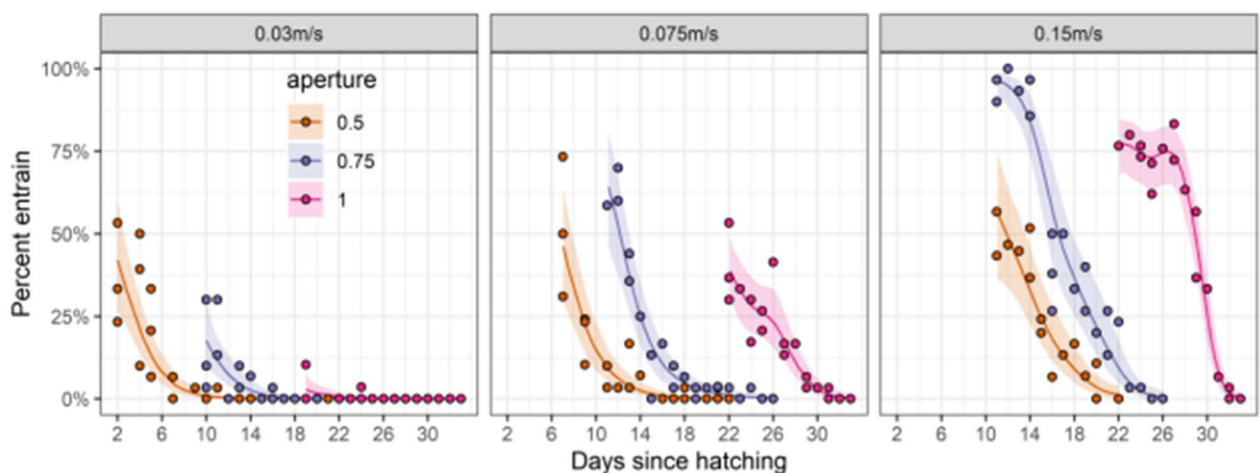 0.03m/s 0.075m/s 0.15m/s
100%
75%
50%
25%
0%
Percent entrain
aperture
0.5
0.75
1
2 6 10 14 18 22 26 30 2 6 10 14 18 22 26 30 2 6 10 14 18 22 26 30
Days since hatching